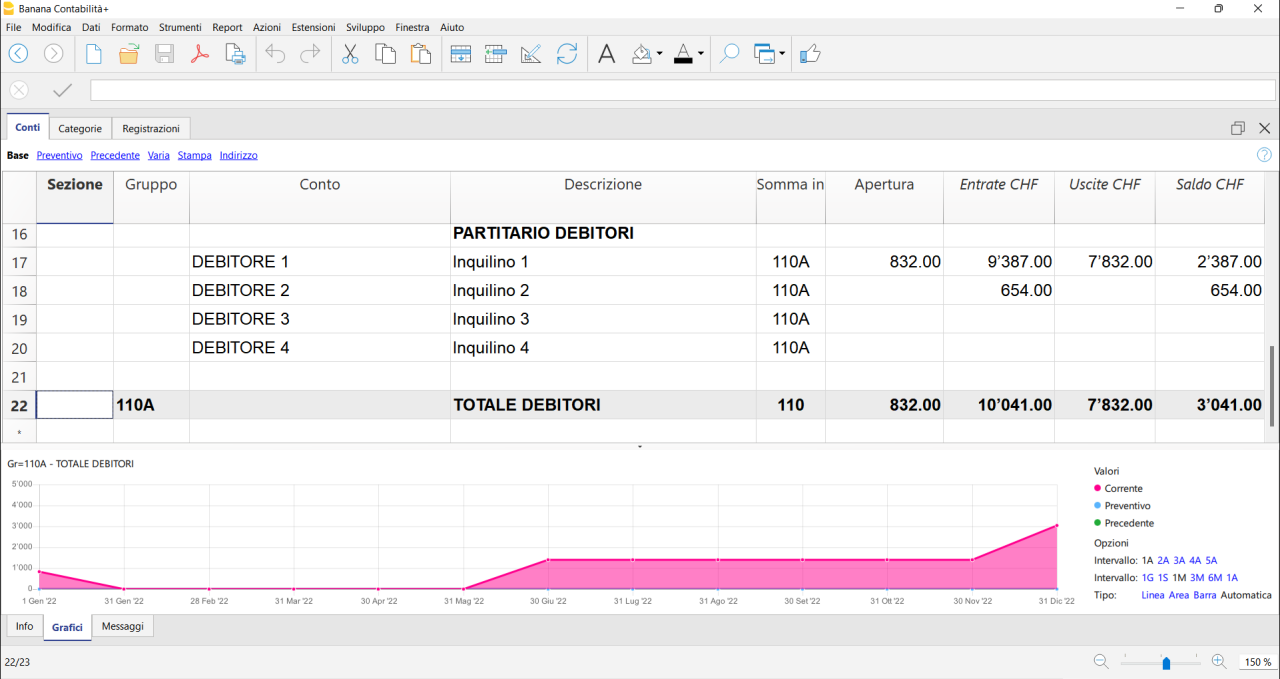 Banana Contabilità+
File Modifica Dati Formato Strumenti Report Azioni Estensioni Sviluppo Finestra Aiuto
Conti Categorie Registrazioni
Base Preventivo Precedente Varia Stampa Indirizzo
Sezione Gruppo Conto Descrizione Somma in Apertura Entrate CHF Uscite CHF Saldo CHF
16 PARTITARIO DEBITORI
17 DEBITORE 1 Inquilino 1 110A 832.00 9’387.00 7’832.00 2’387.00
18 DEBITORE 2 Inquilino 2 110A 654.00 654.00
19 DEBITORE 3 Inquilino 3 110A
20 DEBITORE 4 Inquilino 4 110A
21
22 110A TOTALE DEBITORI 110 832.00 10’041.00 7’832.00 3’041.00
*
Gr=110A - TOTALE DEBITORI
5'000
4'000
3'000
2'000
1'000
0
1 Gen '22 31 Gen '22 28 Feb '22 31 Mar '22 30 Apr '22 31 Mag '22 30 Giu '22 31 Lug '22 31 Ago '22 30 Set '22 31 Ott '22 30 Nov '22 31 Dic '22
Valori
Corrente
Preventivo
Precedente
Opzioni
Intervallo: 1A 2A 3A 4A 5A
Intervallo: 1G 1S 1M 3M 6M 1A
Tipo: Linea Area Barra Automatica
Info Grafici Messaggi
22/23 150 %